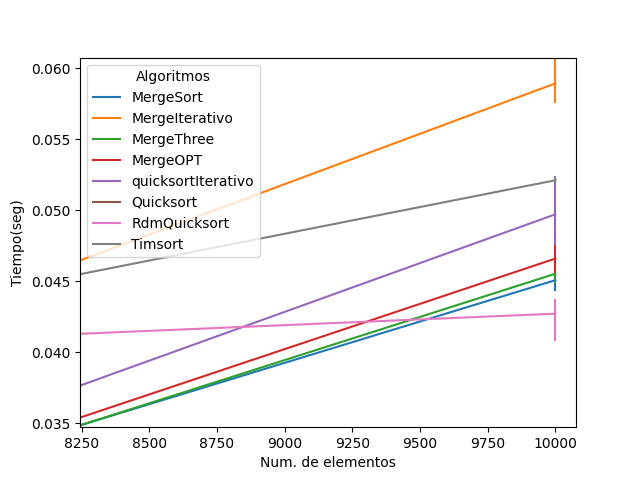 0.060
0.055
0.050
0.045
0.040
0.035
Tiempo(seg)
Algoritmos
MergeSort
MergeIterativo
MergeThree
MergeOPT
quicksortIterativo
Quicksort
RdmQuicksort
Timsort
8250 8500 8750 9000 9250 9500 9750 10000
Num. de elementos